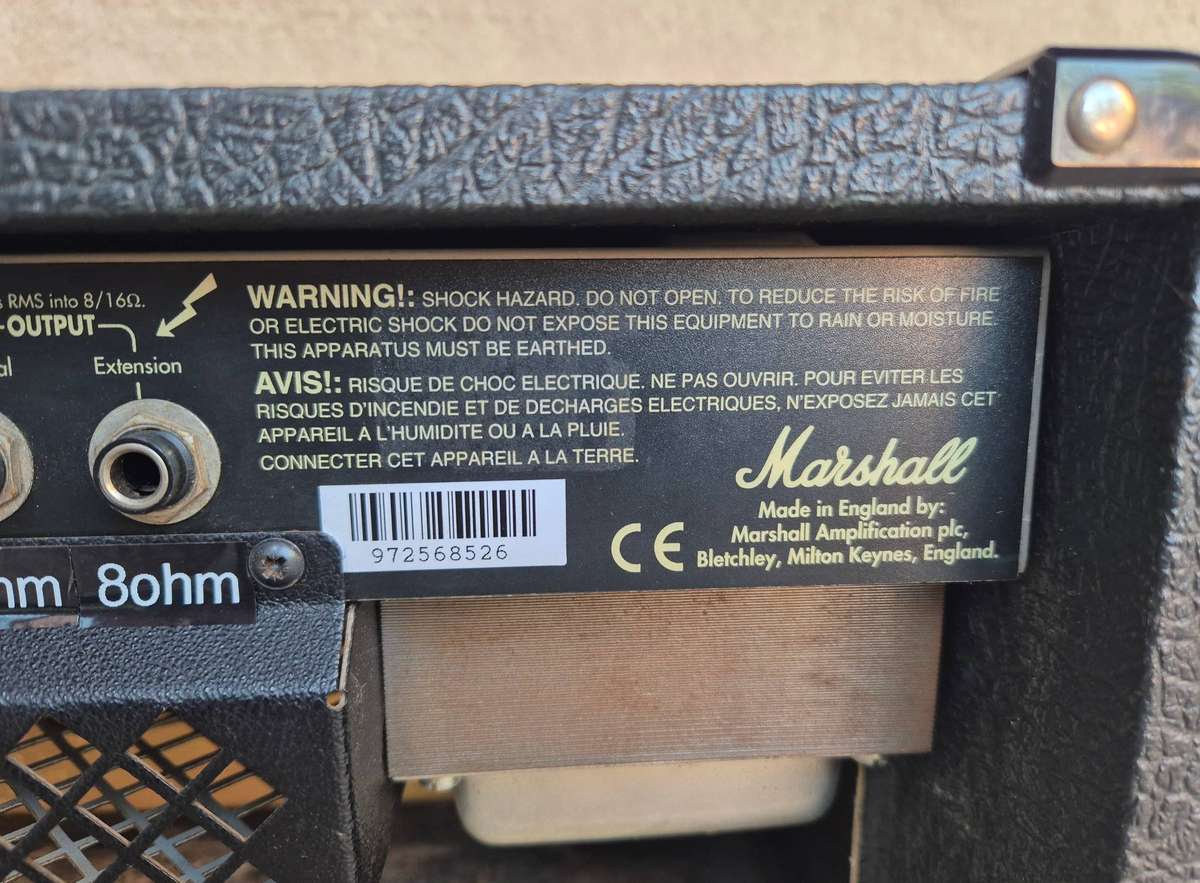 RMS into 8/16Ω.
OUTPUT
Extension
WARNING!: SHOCK HAZARD. DO NOT OPEN. TO REDUCE THE RISK OF FIRE
OR ELECTRIC SHOCK DO NOT EXPOSE THIS EQUIPMENT TO RAIN OR MOISTURE.
THIS APPARATUS MUST BE EARTHED.
AVIS!: RISQUE DE CHOC ELECTRIQUE. NE PAS OUVRIR. POUR EVITER LES
RISQUES D'INCENDIE ET DE DECHARGES ELECTRIQUES, N'EXPOSEZ JAMAIS CET
APPAREIL A L'HUMIDITE OU A LA PLUIE.
CONNECTER CET APPAREIL A LA TERRE.
Marshall
Made in England by:
Marshall Amplification plc,
Bletchley, Milton Keynes, England.
CE
972568526
8ohm